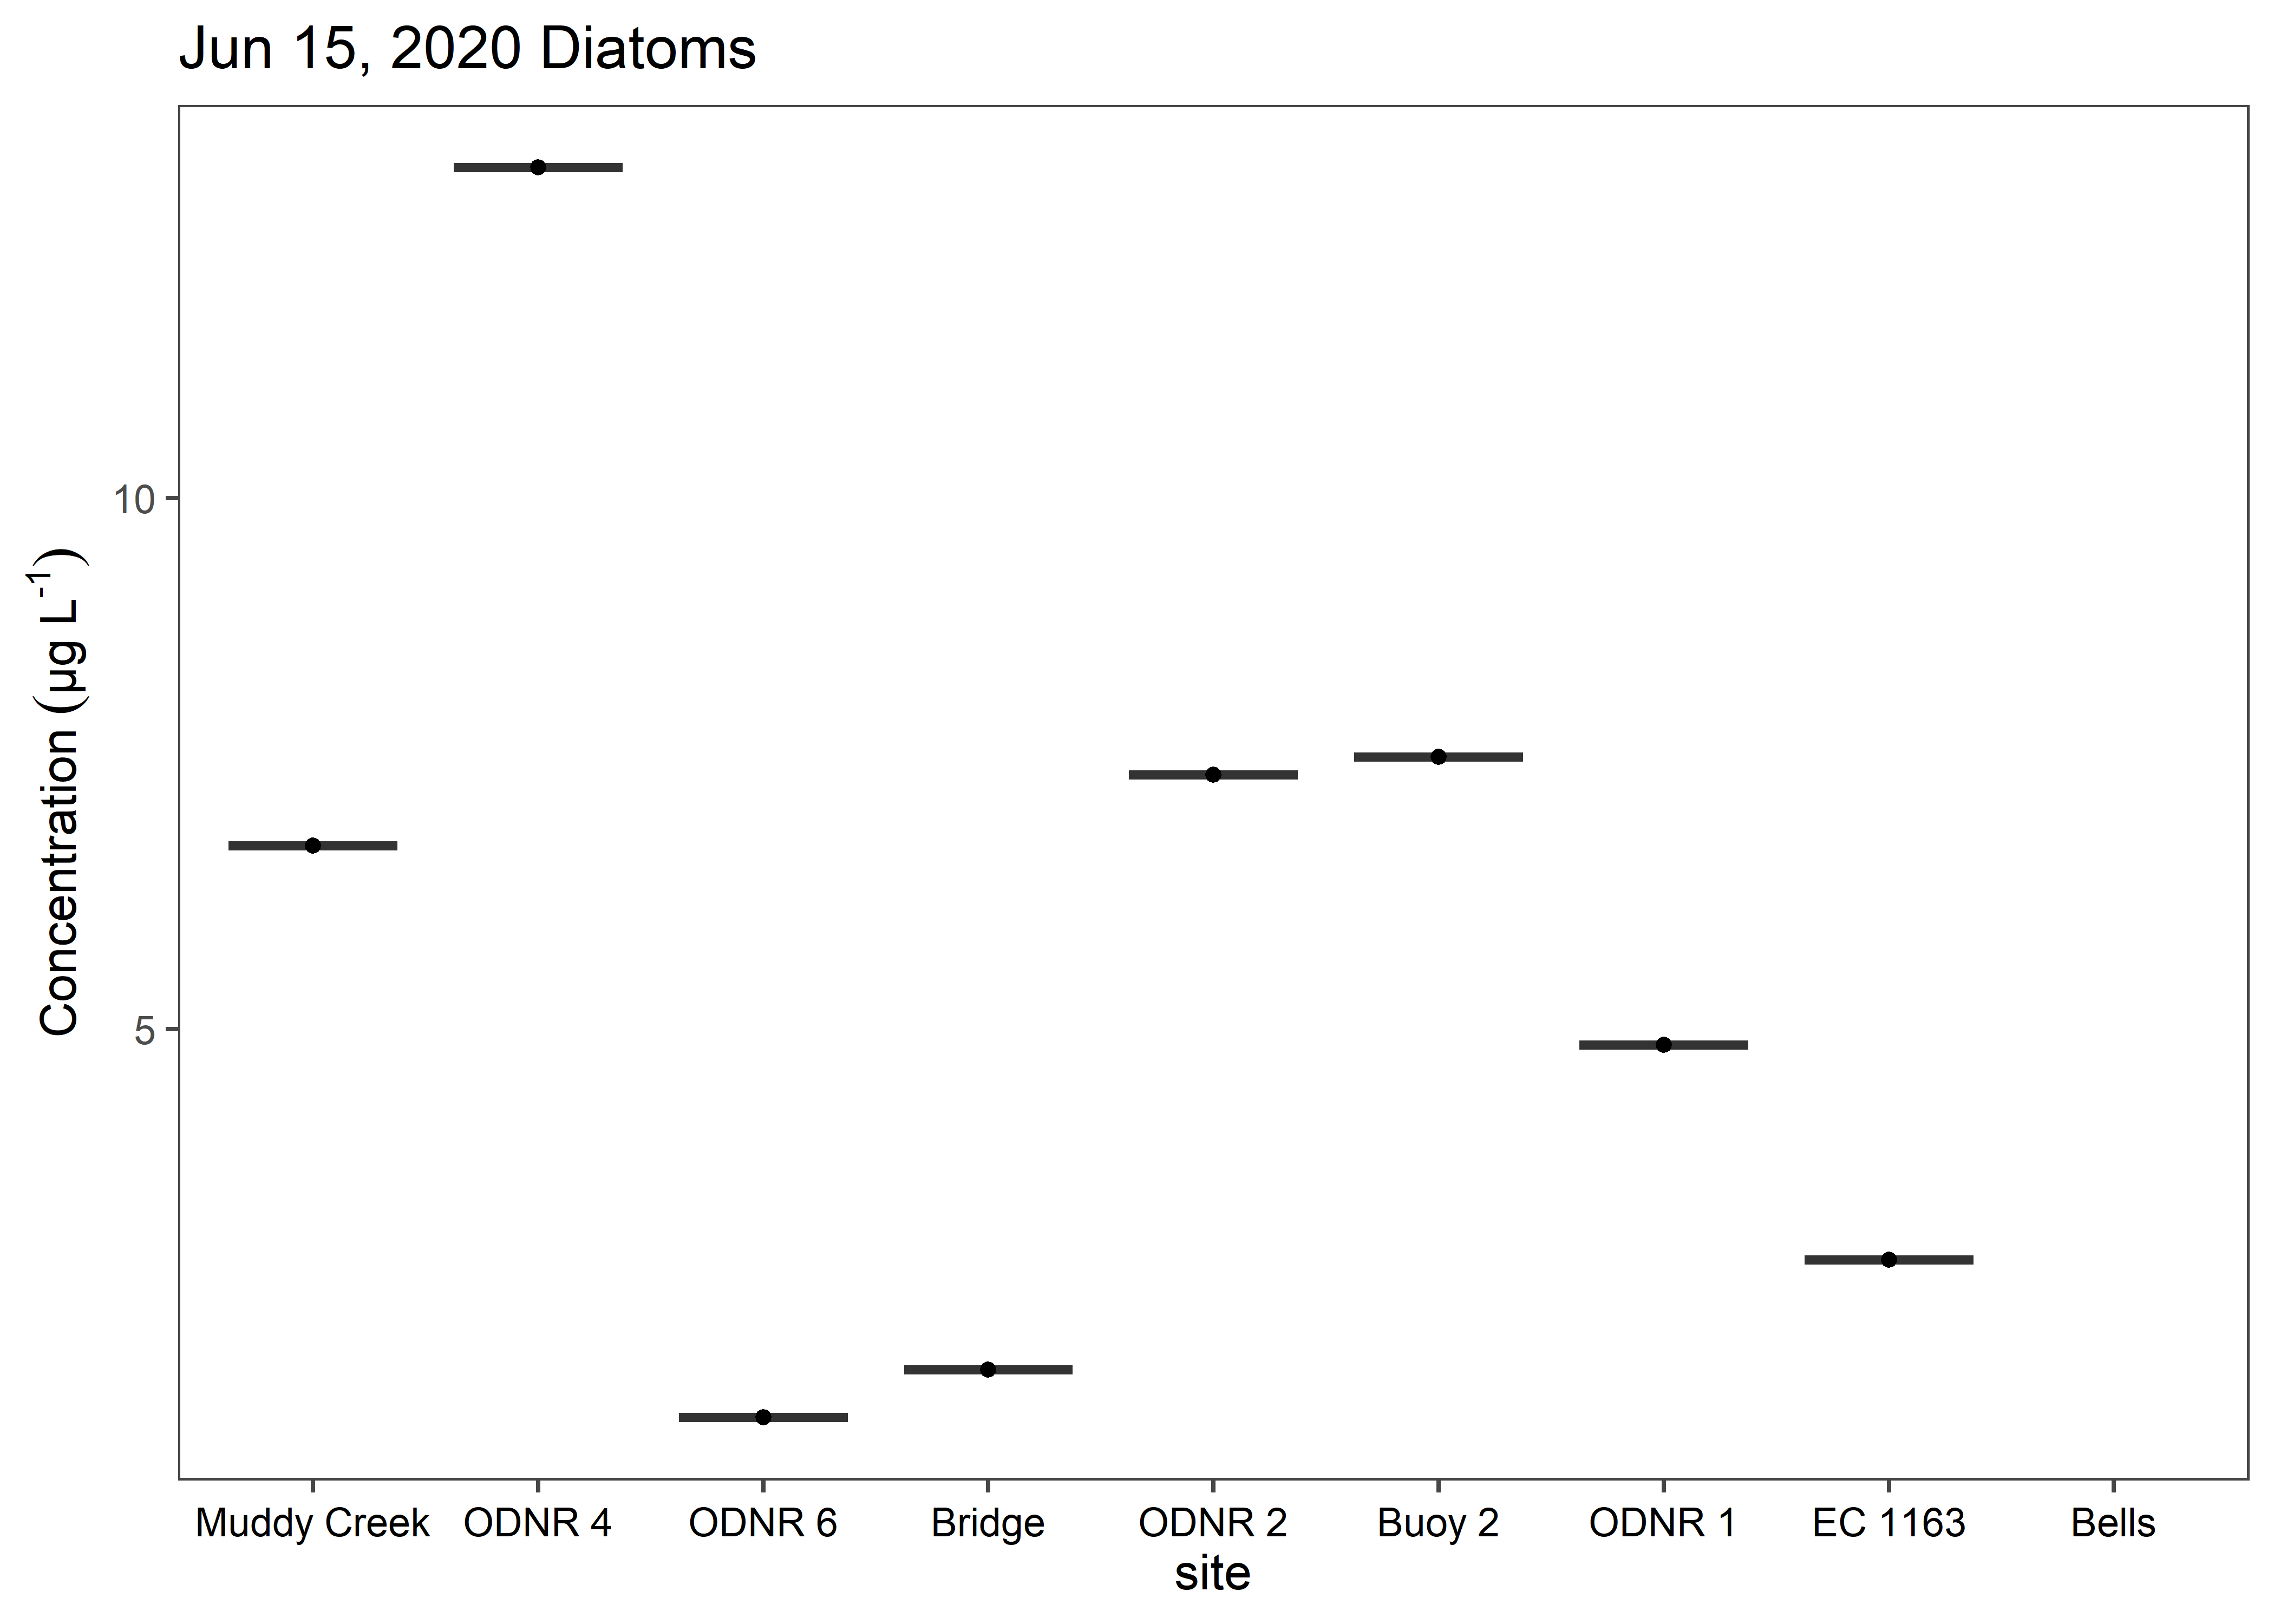 Jun 15, 2020 Diatoms
Concentration (µg L-1)
10
5
Muddy Creek ODNR 4 ODNR 6 Bridge ODNR 2 Buoy 2 ODNR 1 EC 1163 Bells
site